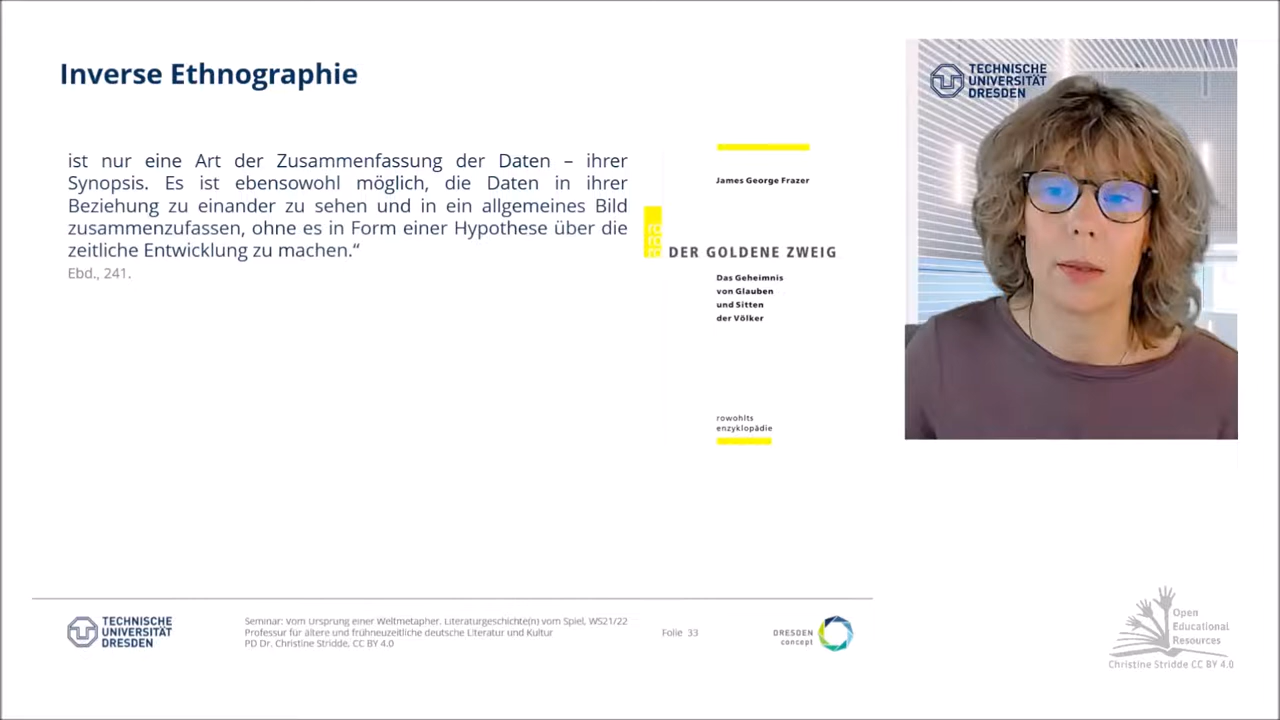 Inverse Ethnographie
ist nur eine Art der Zusammenfassung der Daten – ihrer
Synopsis. Es ist ebensowohl möglich, die Daten in ihrer
Beziehung zu einander zu sehen und in ein allgemeines Bild
zusammenzufassen, ohne es in Form einer Hypothese über die
zeitliche Entwicklung zu machen.“
Ebd., 241.
James George Frazer
DER GOLDENE ZWEIG
Das Geheimnis
von Glauben
und Sitten
der Völker
rowohlts
enzyklopädie
TECHNISCHE
UNIVERSITÄT
DRESDEN
TECHNISCHE
UNIVERSITÄT
DRESDEN
Seminar: Vom Ursprung einer Weltmetapher. Literaturgeschichte(n) vom Spiel, WS21/22
Professur für ältere und frühneuzeitliche deutsche Literatur und Kultur
PD Dr. Christine Stridde, CC BY 4.0
Folie 33
DRESDEN
concept
Open
Educational
Resources
Christine Stridde CC BY 4.0